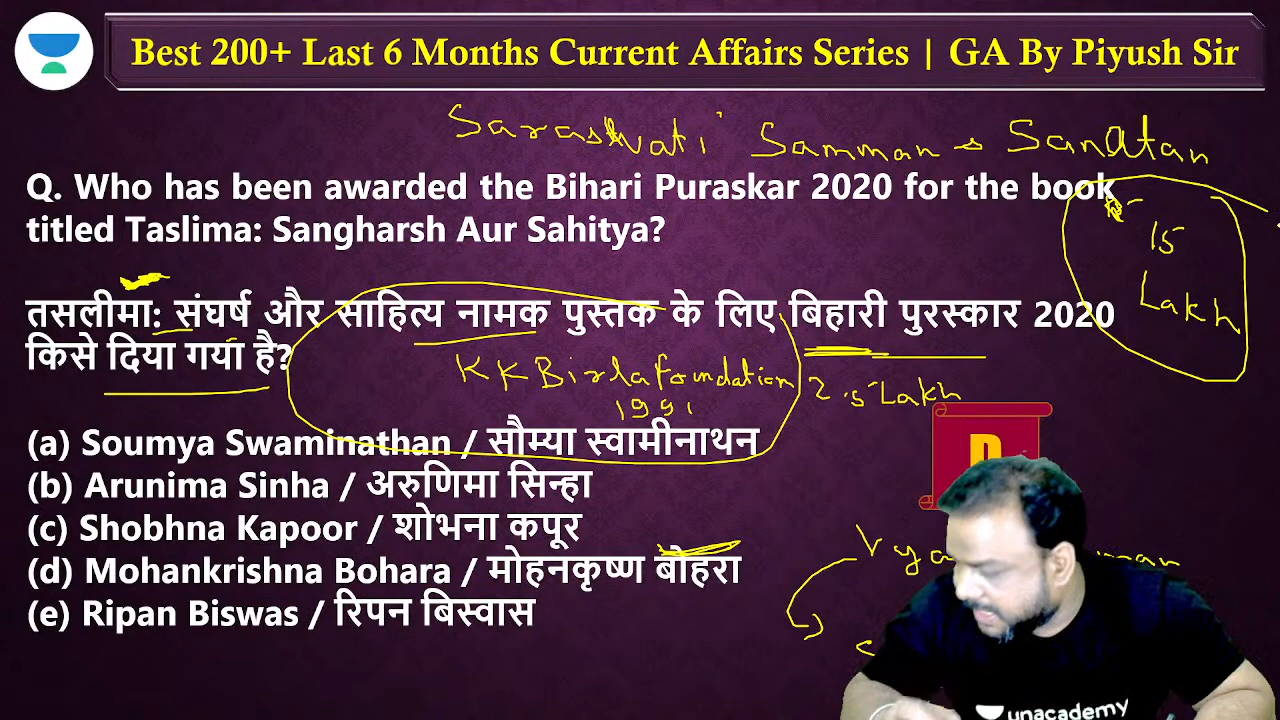 Best 200+ Last 6 Months Current Affairs Series | GA By Piyush Sir
Sarasvati Samman → Sanatan
Q. Who has been awarded the Bihari Puraskar 2020 for the book
titled Taslima: Sangharsh Aur Sahitya?
15
Lakh
तसलीमा: संघर्ष और साहित्य नामक पुस्तक के लिए बिहारी पुरस्कार 2020
किसे दिया गया है?
KK Birla foundation
1991
2.5 Lakh
(a) Soumya Swaminathan / सौम्या स्वामीनाथन
(b) Arunima Sinha / अरुणिमा सिन्हा
(c) Shobhna Kapoor / शोभना कपूर
(d) Mohankrishna Bohara / मोहनकृष्ण बोहरा
(e) Ripan Biswas / रिपन बिस्वास
unacademy